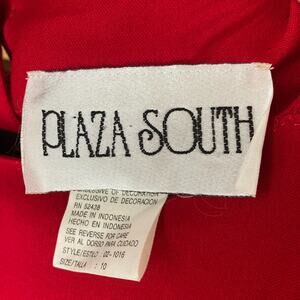 PLAZA SOUTH
EXCLUSIVE OF DECORATION
EXCLUSIVO DE DECORACION
RN 52438
MADE IN INDONESIA
HECHO EN INDONESIA
SEE REVERSE FOR CARE
VER AL DORSO PARA CUIDADO
STYLE/ESTILO: 02-1016
SIZE/TALLA : 10